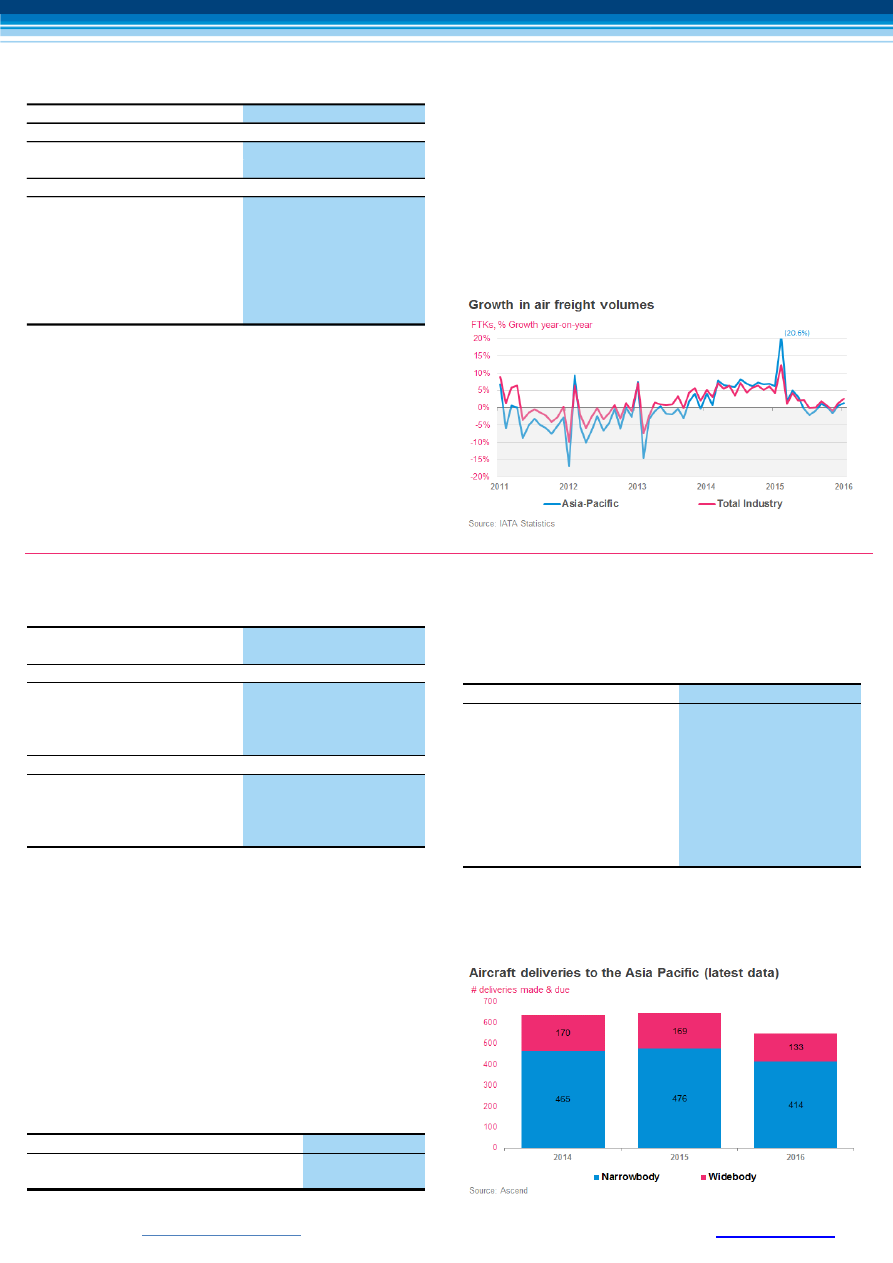 Growth in air freight volumes
FTKs, % Growth year-on-year
(20.6%)
20%
15%
10%
5%
0%
-5%
-10%
-15%
-20%
2011 2012 2013 2014 2015 2016
Asia-Pacific Total Industry
Source: IATA Statistics
Aircraft deliveries to the Asia Pacific (latest data)
# deliveries made & due
700
600
500
400
300
200
100
0
170 169 133
465 476 414
2014 2015 2016
Narrowbody Widebody
Source: Ascend